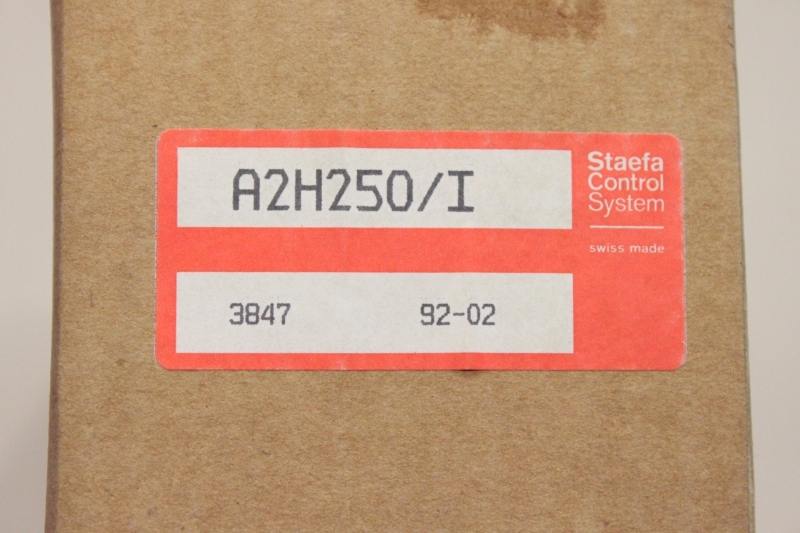 A2H250/I
Staefa
Control
System
swiss made
3847 92-02